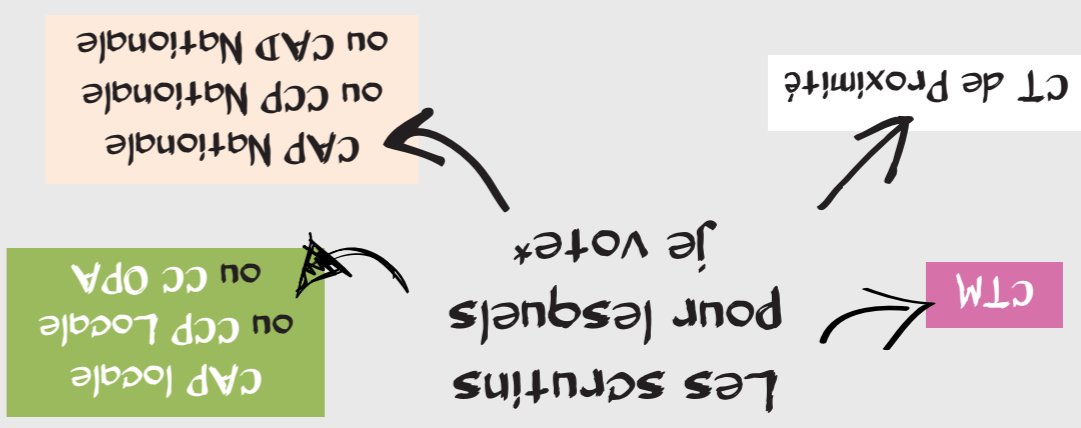 Les scrutins
pour lesquels
je vote*
CTM
CAP locale
ou CCP Locale
ou CC OPA
CT de Proximité
CAP Nationale
ou CCP Nationale
ou CAD Nationale